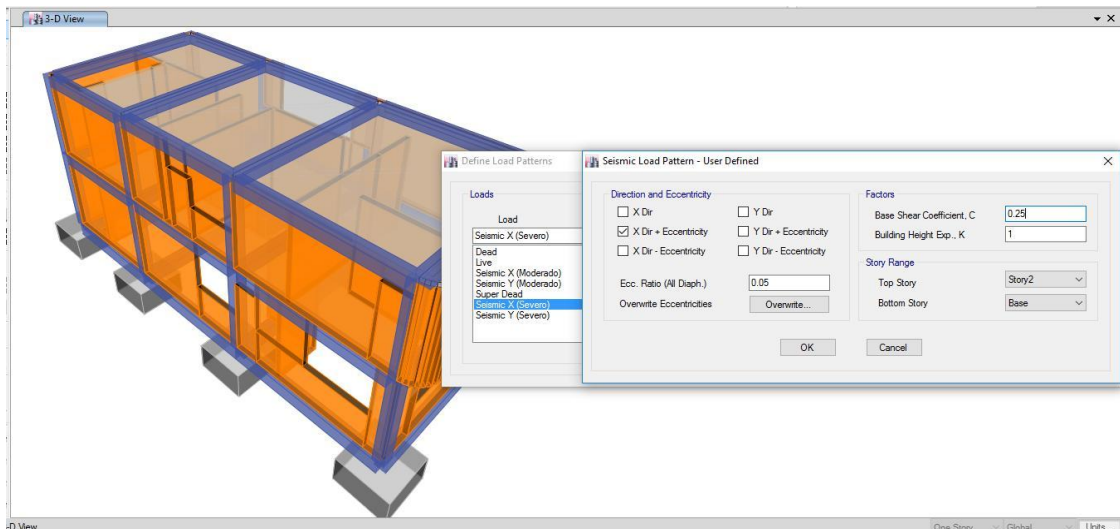 3-D View
Define Load Patterns
Loads
Load
Seismic X (Severo)
Dead
Live
Seismic X (Moderado)
Seismic Y (Moderado)
Super Dead
Seismic X (Severo)
Seismic Y (Severo)
Seismic Load Pattern - User Defined
Direction and Eccentricity
X Dir
Y Dir
X Dir + Eccentricity
Y Dir + Eccentricity
X Dir - Eccentricity
Y Dir - Eccentricity
Ecc. Ratio (All Diaph.)
0.05
Overwrite Eccentricities
Overwrite...
Factors
Base Shear Coefficient, C
0.25
Building Height Exp., K
1
Story Range
Top Story
Story2
Bottom Story
Base
OK
Cancel
3-D View
One Story
Global
Units